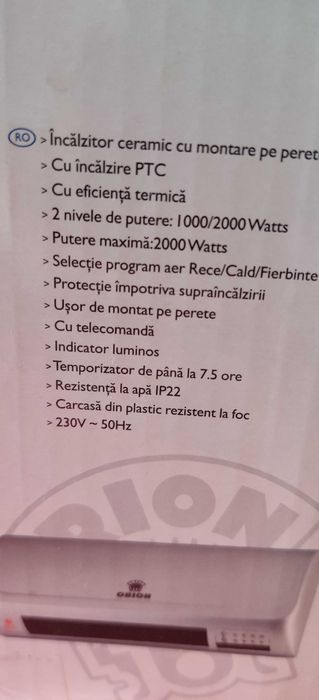 RO > Încălzitor ceramic cu montare pe peret
> Cu încălzire PTC
> Cu eficiență termică
> 2 nivele de putere: 1000/2000 Watts
> Putere maximă:2000 Watts
> Selecție program aer Rece/Cald/Fierbinte
> Protecție împotriva supraîncălzirii
> Ușor de montat pe perete
> Cu telecomandă
> Indicator luminos
> Temporizator de până la 7.5 ore
> Rezistență la apă IP22
> Carcasă din plastic rezistent la foc
> 230V ~ 50Hz
ORION
ORION